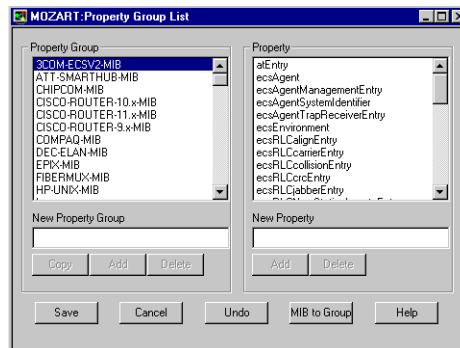 MOZART:Property Group List
Property Group
3COM-ECSV2-MIB
ATT-SMARTHUB-MIB
CHIPCOM-MIB
CISCO-ROUTER-10.x-MIB
CISCO-ROUTER-11.x-MIB
CISCO-ROUTER-9.x-MIB
COMPAQ-MIB
DEC-ELAN-MIB
EPIX-MIB
FIBERMUX-MIB
HP-UNIX-MIB
New Property Group
Copy Add Delete
Property
atEntry
ecsAgent
ecsAgentManagementEntry
ecsAgentSystemIdentifier
ecsAgentTrapReceiverEntry
ecsEnvironment
ecsRLCalignEntry
ecsRLCcarrierEntry
ecsRLCcollisionEntry
ecsRLCcrcEntry
ecsRLCjabberEntry
New Property
Add Delete
Save Cancel Undo MIB to Group Help